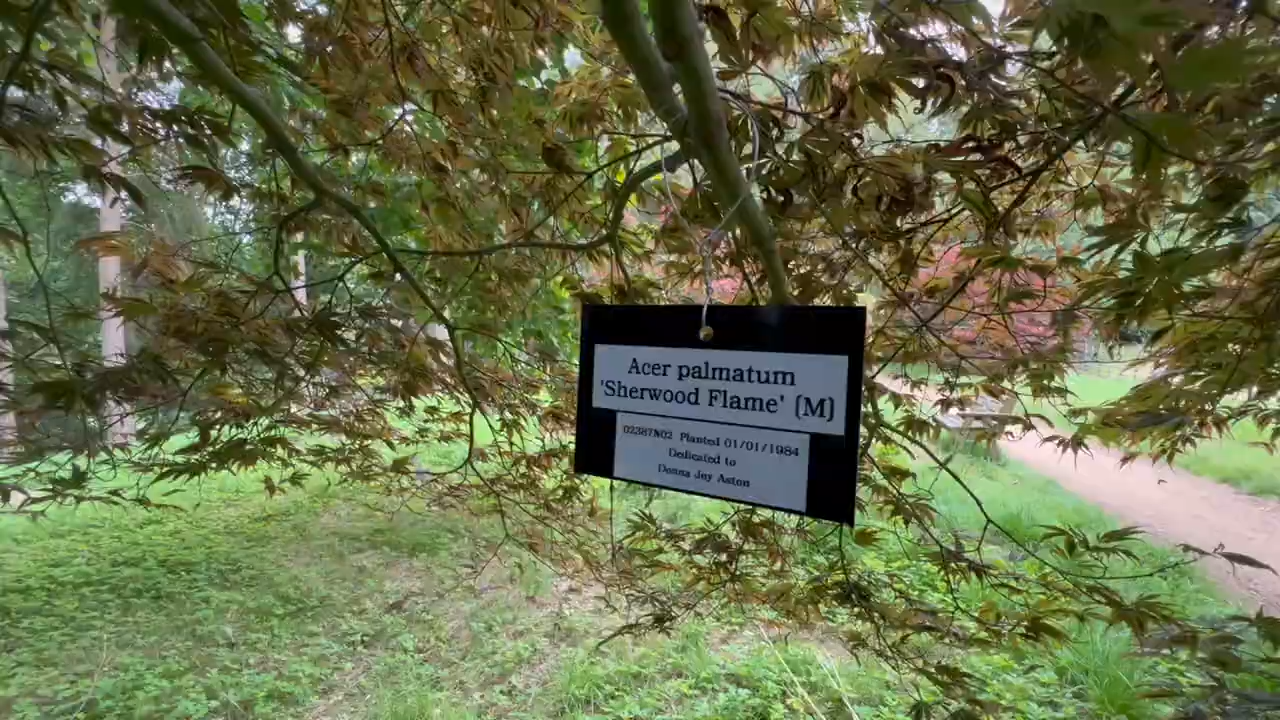 Acer palmatum
'Sherwood Flame' (M)
02387N02 Planted 01/01/1984
Dedicated to
Donna Joy Aston